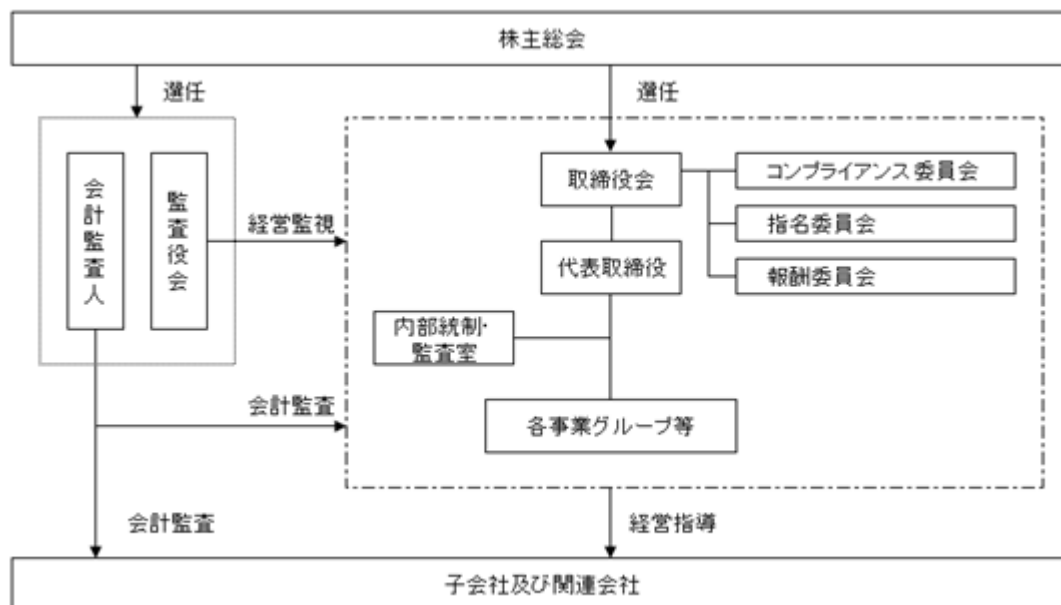 株主総会
選任
選任
会計監査人
監査役会
経営監視
取締役会
コンプライアンス委員会
指名委員会
代表取締役
報酬委員会
内部統制・
監査室
会計監査
各事業グループ等
会計監査
経営指導
子会社及び関連会社